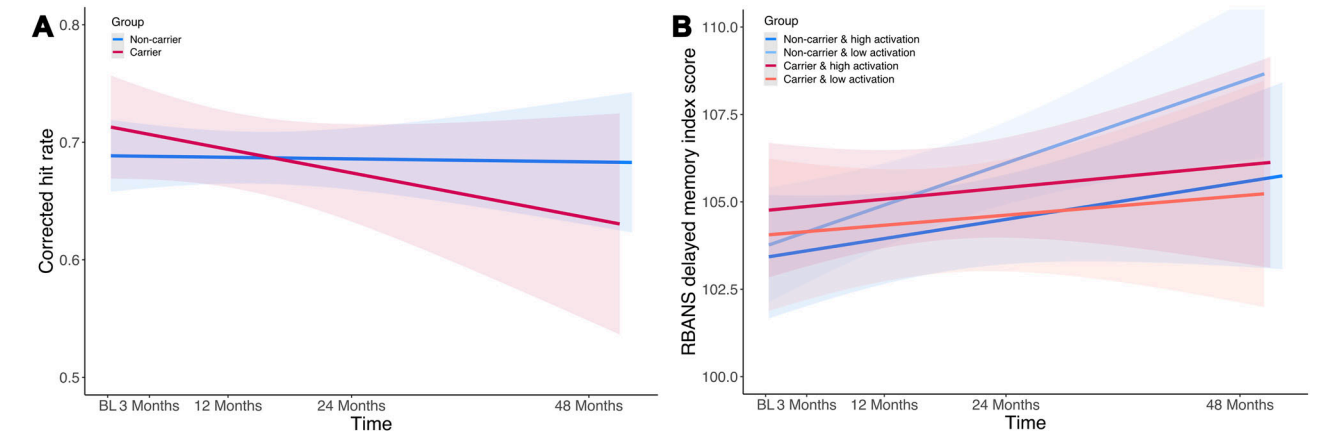 A
Group
Non-carrier
Carrier
Corrected hit rate
0.8
0.7
0.6
0.5
BL 3 Months 12 Months 24 Months 48 Months
Time
B
Group
Non-carrier & high activation
Non-carrier & low activation
Carrier & high activation
Carrier & low activation
RBANS delayed memory index score
110.0
107.5
105.0
102.5
100.0
BL 3 Months 12 Months 24 Months 48 Months
Time